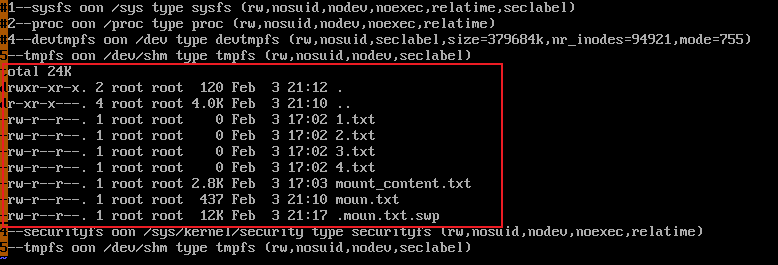 #1--sysfs oon /sys type sysfs (rw,nosuid,nodev,noexec,relatime,seclabel)
#2--proc oon /proc type proc (rw,nosuid,nodev,noexec,relatime)
#4--devtmpfs oon /dev type devtmpfs (rw,nosuid,seclabel,size=379684k,nr_inodes=94921,mode=755)
5--tmpfs oon /dev/shm type tmpfs (rw,nosuid,nodev,seclabel)
otal 24K
rwxr-xr-x. 2 root root 120 Feb 3 21:12 .
r-xr-x---. 4 root root 4.0K Feb 3 21:10 ..
rw-r--r--. 1 root root 0 Feb 3 17:02 1.txt
rw-r--r--. 1 root root 0 Feb 3 17:02 2.txt
rw-r--r--. 1 root root 0 Feb 3 17:02 3.txt
rw-r--r--. 1 root root 0 Feb 3 17:02 4.txt
rw-r--r--. 1 root root 2.8K Feb 3 17:03 mount_content.txt
rw-r--r--. 1 root root 437 Feb 3 21:10 moun.txt
rw-r--r--. 1 root root 12K Feb 3 21:17 .moun.txt.swp
4--securityfs oon /sys/kernel/security type securityfs (rw,nosuid,nodev,noexec,relatime)
5--tmpfs oon /dev/shm type tmpfs (rw,nosuid,nodev,seclabel)
~